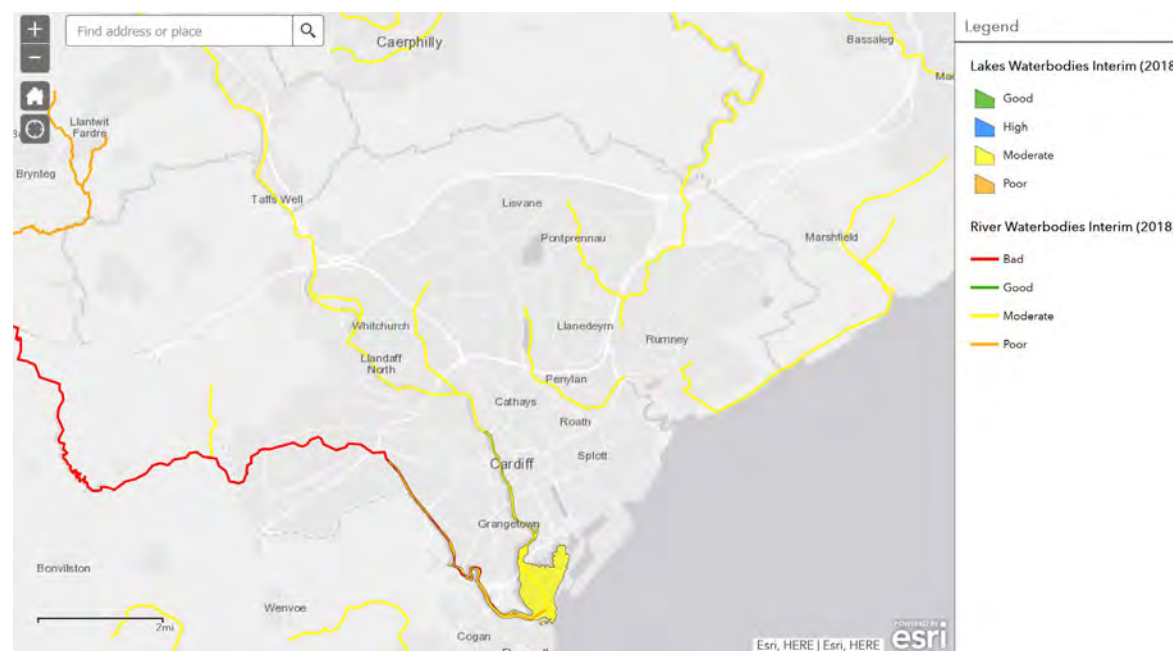 +
Find address or place
−
Caerphilly
Bassaleg
Llantwit
Fardre
Brynteg
Taffs Well
Lisvane
Pontprennau
Marshfield
Whitchurch
Llanedeyrn
Rumney
Llandaff
North
Penylan
Cathays
Roath
Cardiff
Splott
Grangetown
Bonvilston
Wenvoe
2mi
Cogan
Esri, HERE | Esri, HERE
POWERED BY
esri
Legend
Lakes Waterbodies Interim (2018
Good
High
Moderate
Poor
River Waterbodies Interim (2018)
Bad
Good
Moderate
Poor